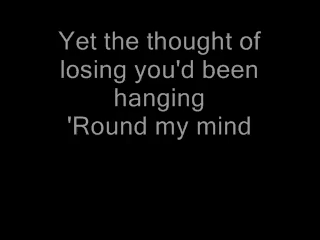 Yet the thought of
losing you'd been
hanging
'Round my mind